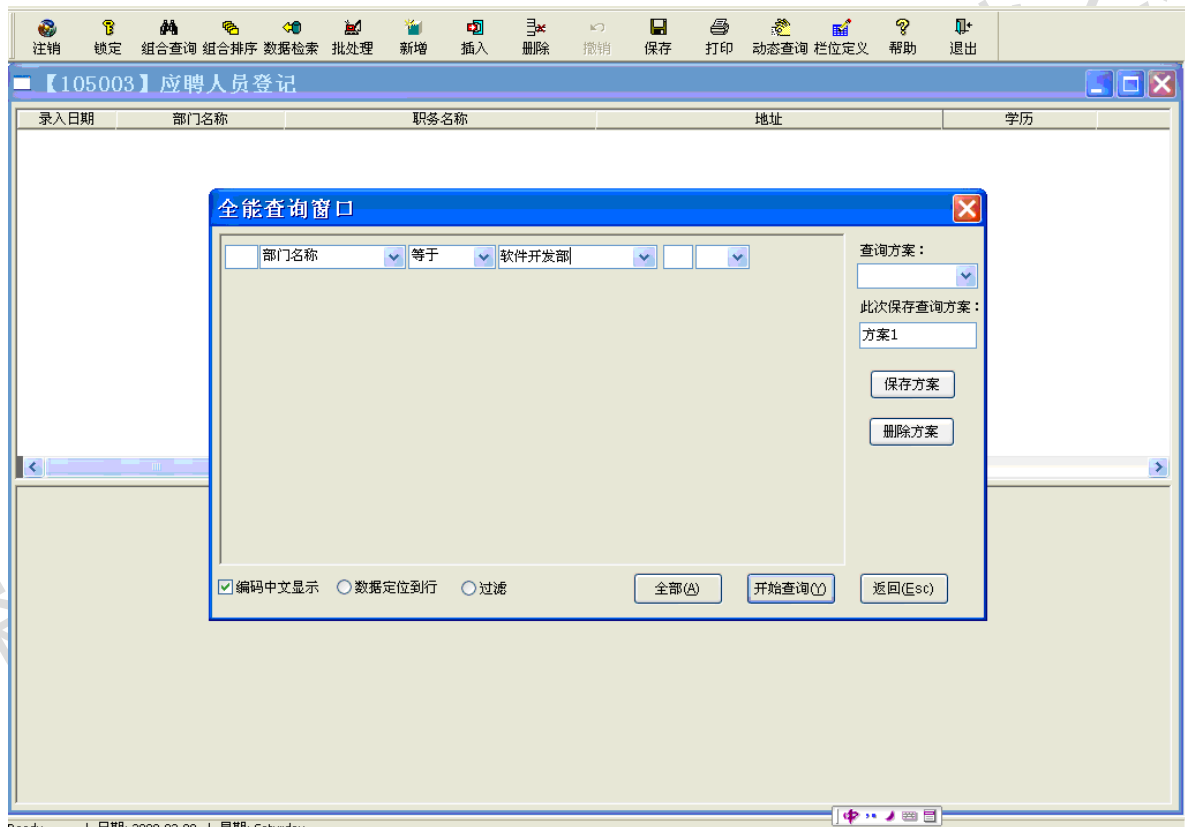 注销 锁定 组合查询 组合排序 数据检索 批处理 新增 插入 删除 撤销 保存 打印 动态查询 栏位定义 帮助 退出
【105003】应聘人员登记
录入日期 部门名称 职务名称 地址 学历
全能查询窗口
部门名称 等于 软件开发部
查询方案：
此次保存查询方案：
方案1
保存方案
删除方案
编码中文显示 数据定位到行 过滤 全部(A) 开始查询(Y) 返回(Esc)
中